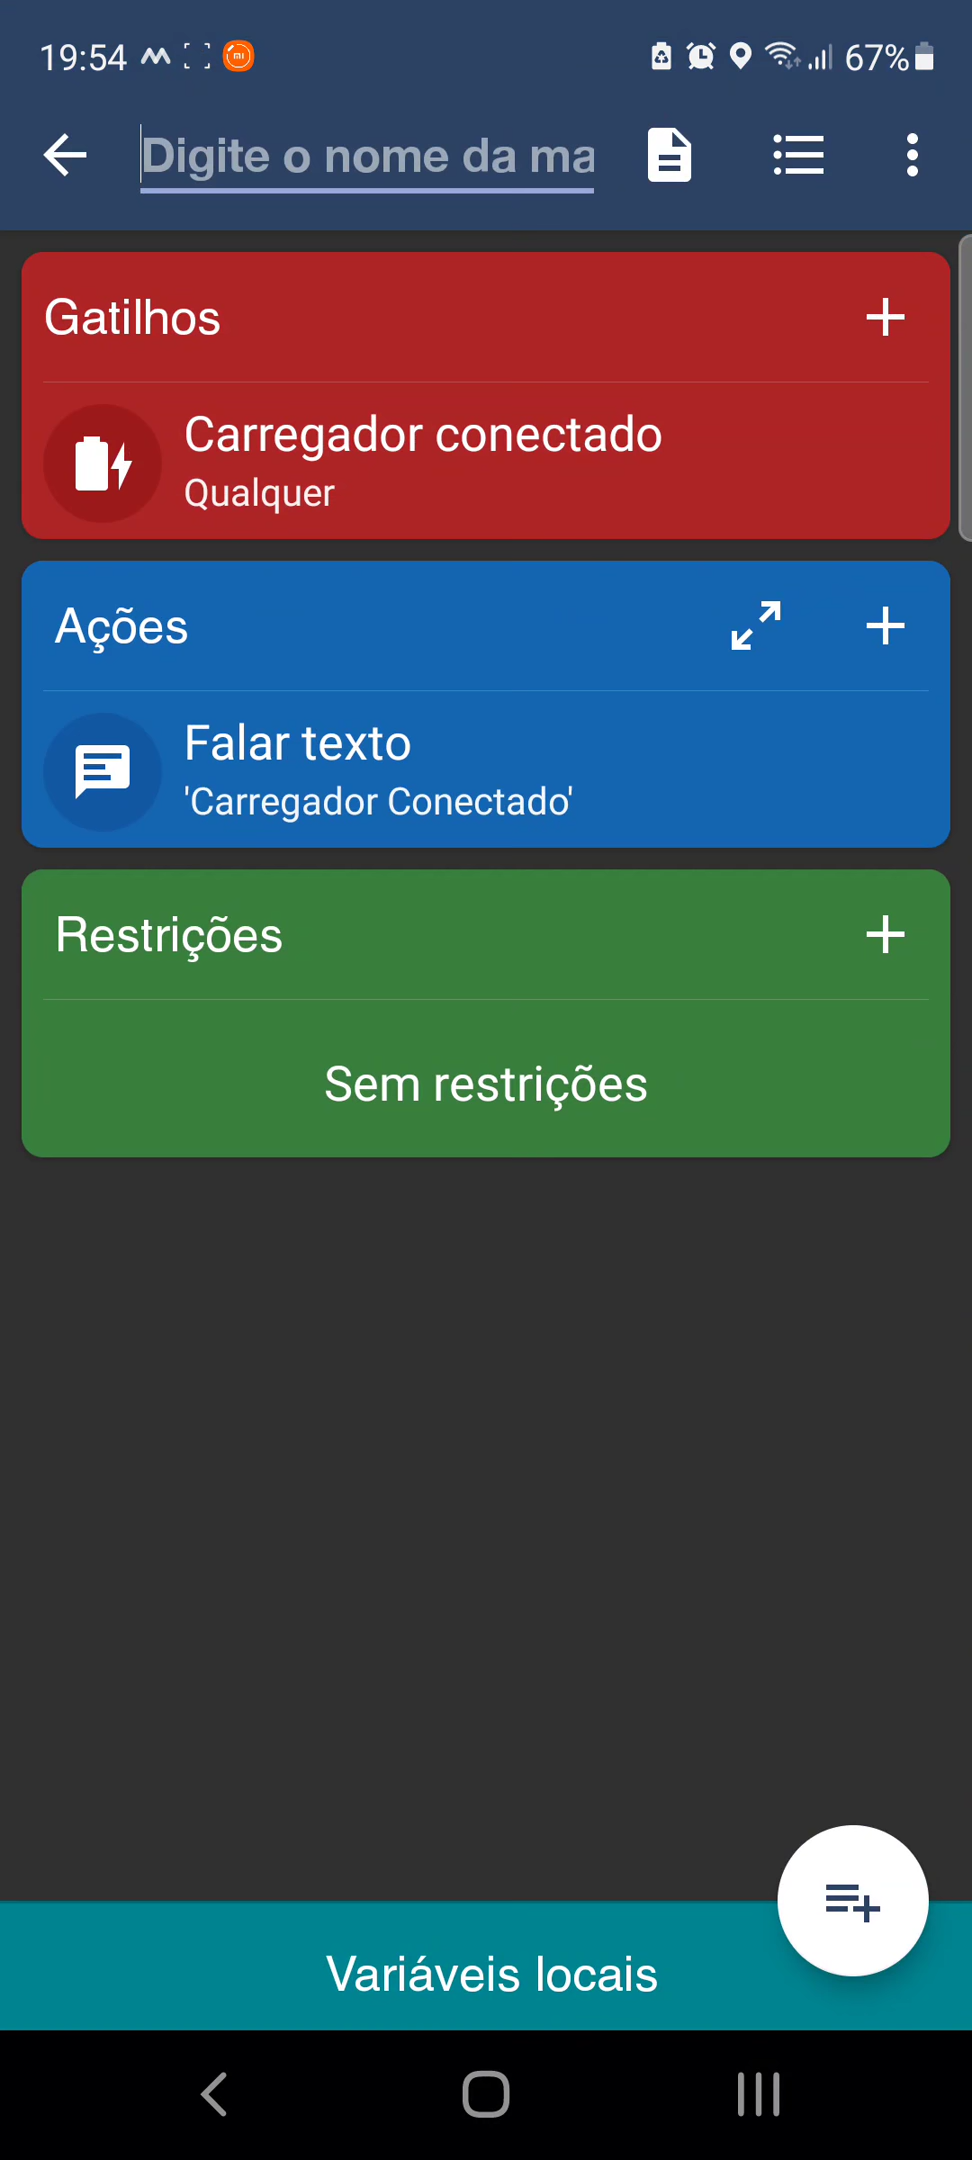 19:54
67%
Digite o nome da ma
Gatilhos
Carregador conectado
Qualquer
Ações
Falar texto
'Carregador Conectado'
Restrições
Sem restrições
Variáveis locais